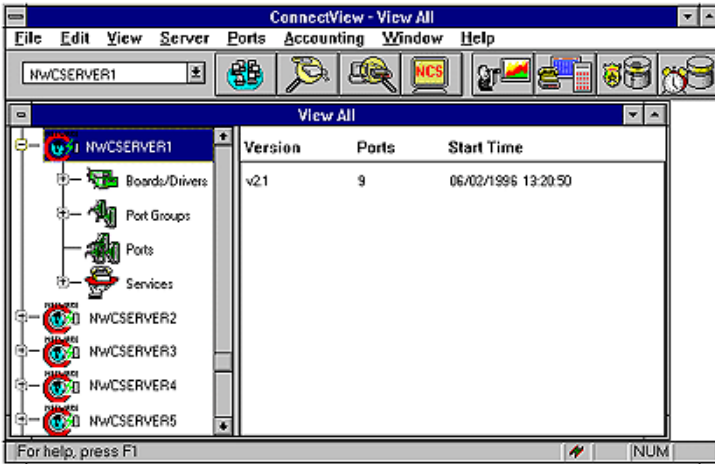 ConnectView - View All
File Edit View Server Ports Accounting Window Help
NWCSERVER1
NCS
View All
NWCSERVER1
Version Ports Start Time
Boards/Drivers
v2.1 9 06/02/1996 13:20:50
Port Groups
Ports
Services
NWCSERVER2
NWCSERVER3
NWCSERVER4
NWCSERVER5
For help, press F1
NUM